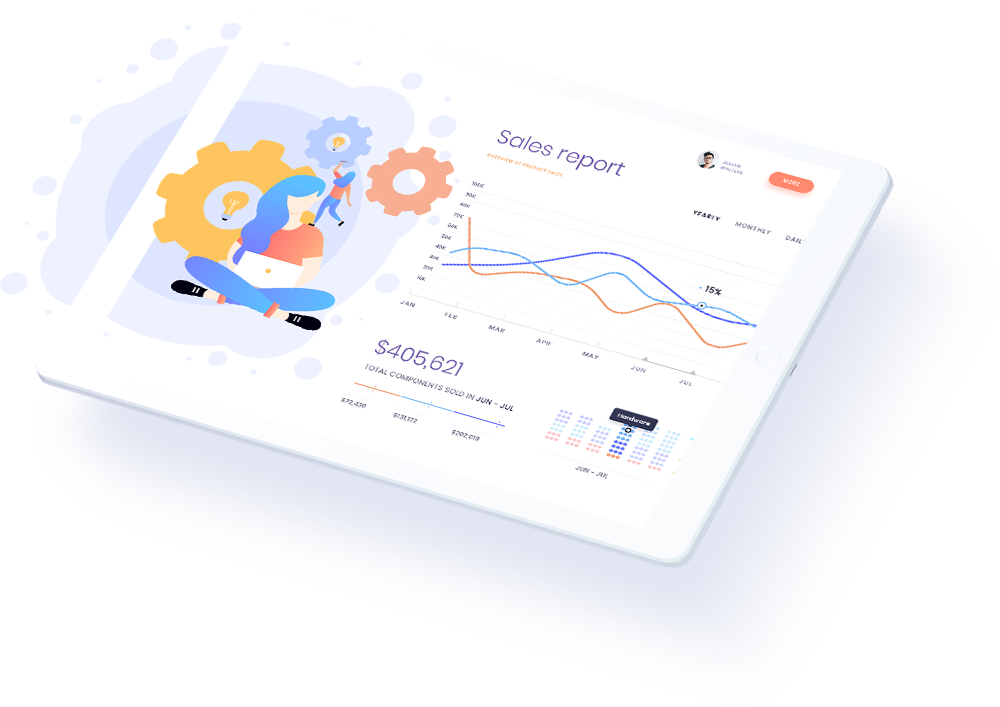 Sales report
OVERVIEW OF PRODUCT SALES
JULIUS
WALLUIS
MORE
YEARLY MONTHLY DAIL
100K
90K
80K
70K
60K
50K
40K
30K
20K
10K
15%
JAN FEB MAR APR MAY JUN JUL
$405,621
TOTAL COMPONENTS SOLD IN JUN - JUL
$72,430 $131,172 $202,019
Hardware
JUN - JUL